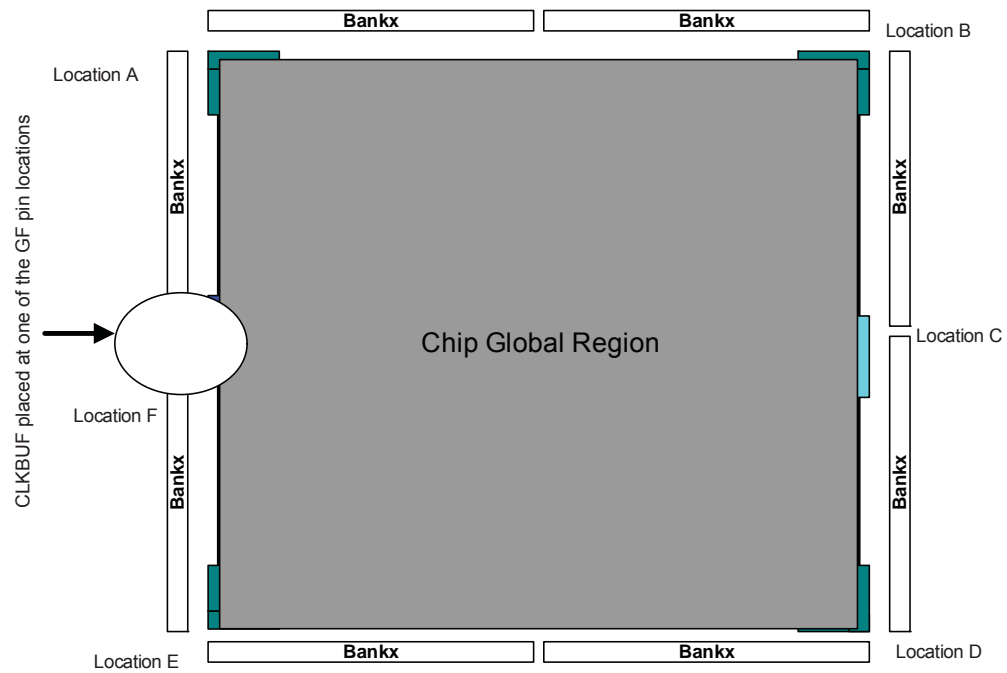 Bankx
Bankx
Location B
Location A
CLKBUF placed at one of the GF pin locations
Bankx
Bankx
Chip Global Region
Location C
Location F
Bankx
Bankx
Location E
Bankx
Bankx
Location D